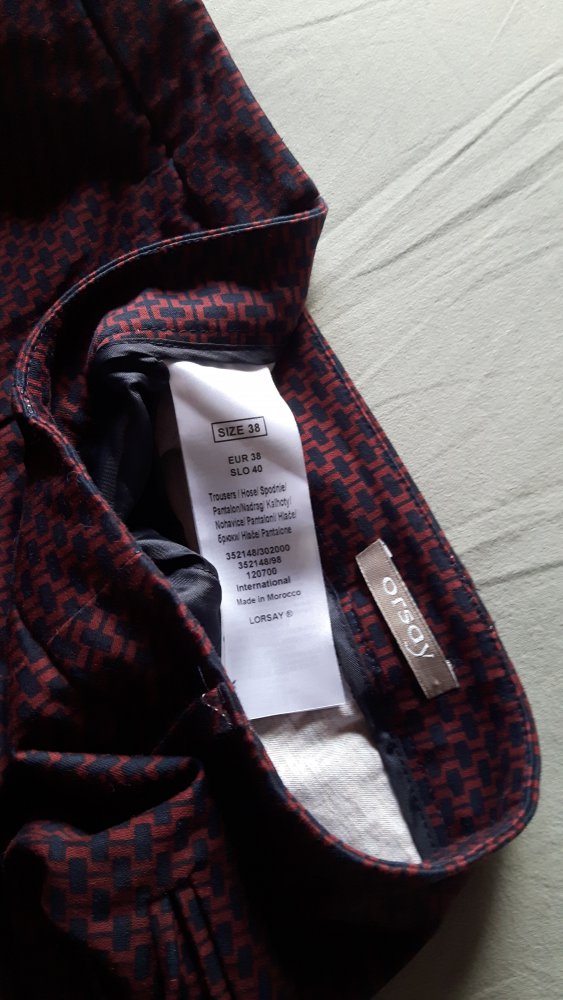 SIZE 38
EUR 38
SLO 40
Trousers / Hose/ Spodnie/
Pantalon/Nadrag/ Kalhoty/
Nohavice/ Pantaloni/ Hlače/
Брюки/ Hlače/ Pantalone
352148/302000
352148/98
120700
International
Made in Morocco
LORSAY ®
orsay